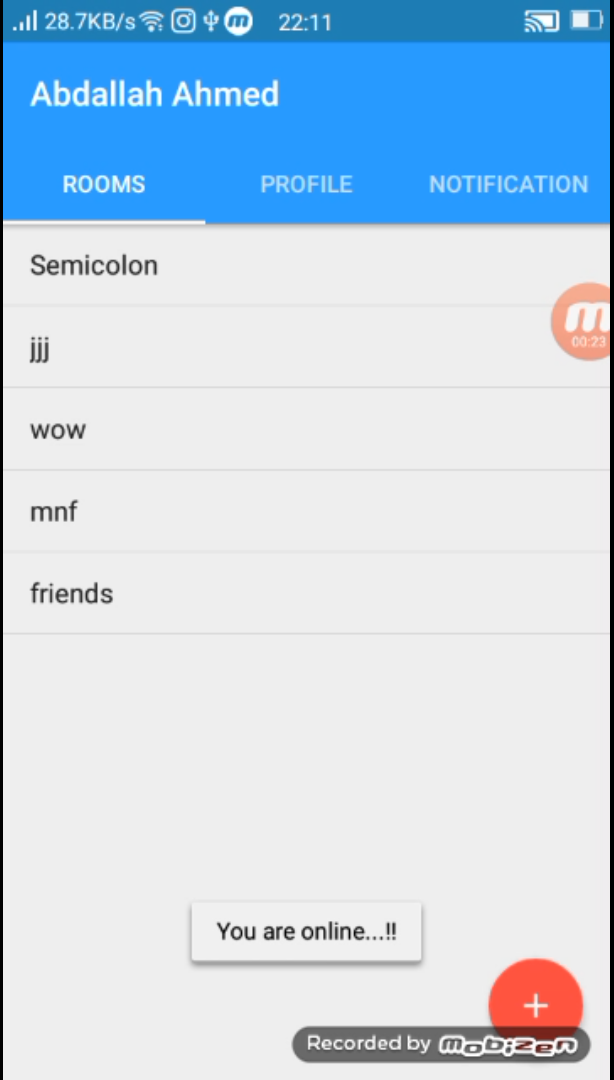 28.7KB/s 22:11
Abdallah Ahmed
ROOMS PROFILE NOTIFICATION
Semicolon
m
00:23
jjj
wow
mnf
friends
You are online...!!
+
Recorded by mobizen